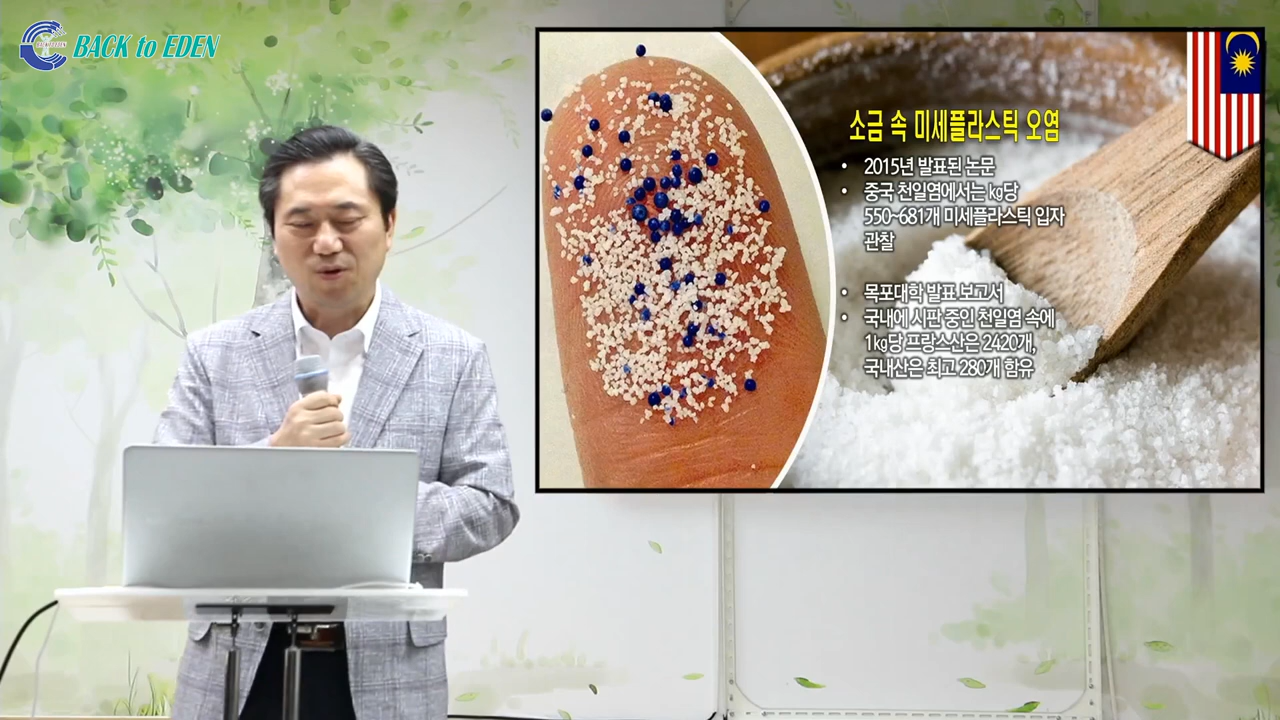 BACK to EDEN
소금 속 미세플라스틱 오염
• 2015년 발표된 논문
• 중국 천일염에서는 kg당
550~681개 미세플라스틱 입자
관찰
• 목포대학 발표 보고서
• 국내에 시판 중인 천일염 속에
1kg당 프랑스산은 2420개,
국내산은 최고 280개 함유